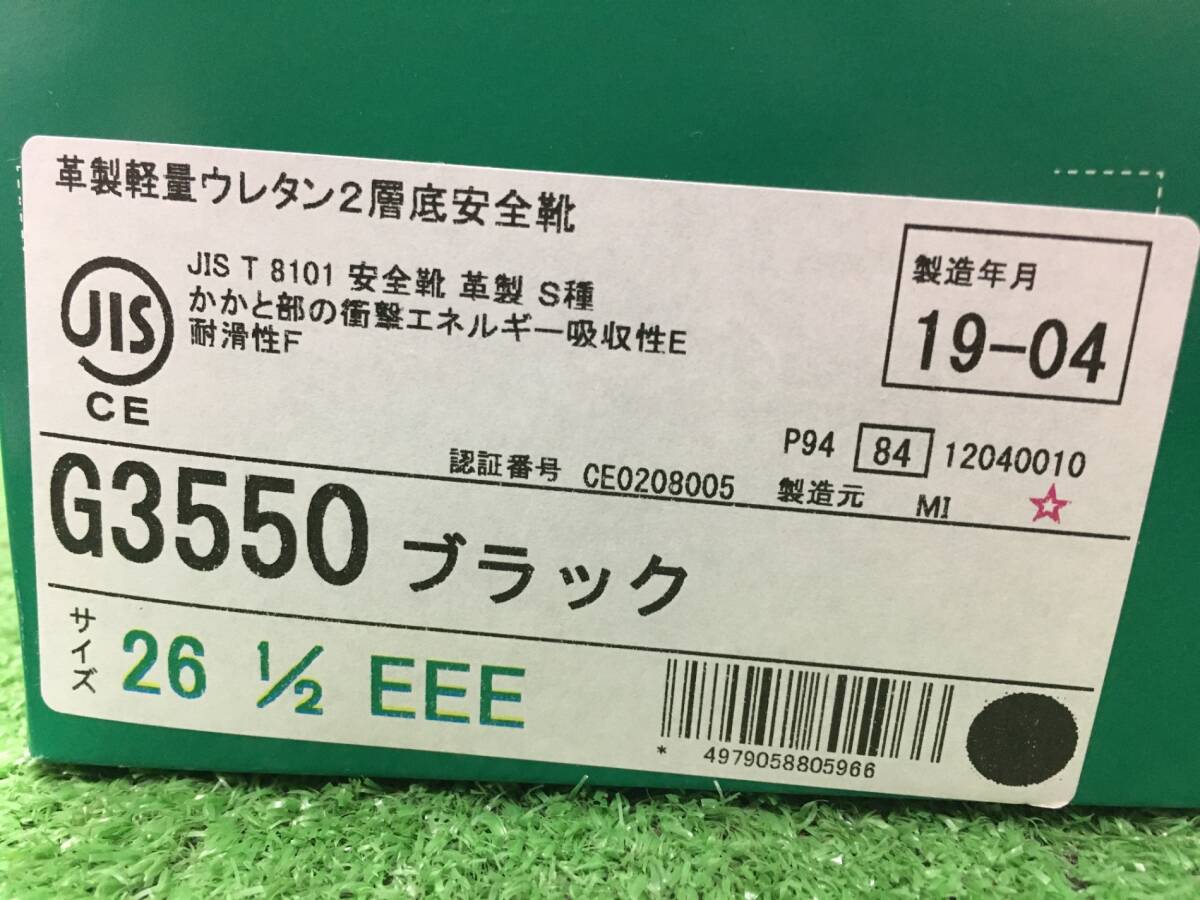 革製軽量ウレタン2層底安全靴
JIS
CE
JIS T 8101 安全靴 革製 S種
かかと部の衝撃エネルギー吸収性E
耐滑性F
製造年月
19-04
P94 84 12040010
認証番号 CE0208005 製造元 MI
G3550 ブラック
サイズ 26 1/2 EEE
* 4979058805966